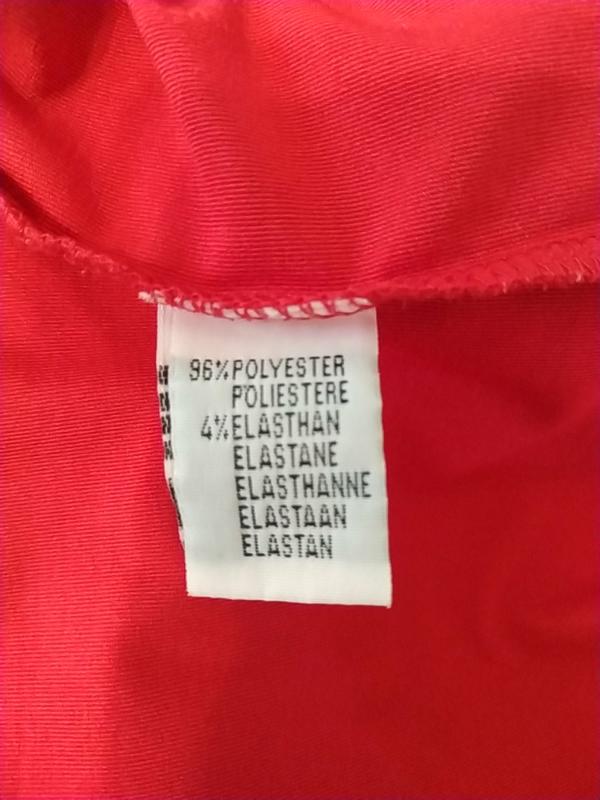 96%POLYESTER
POLIESTERE
4%ELASTHAN
ELASTANE
ELASTHANNE
ELASTAAN
ELASTAN